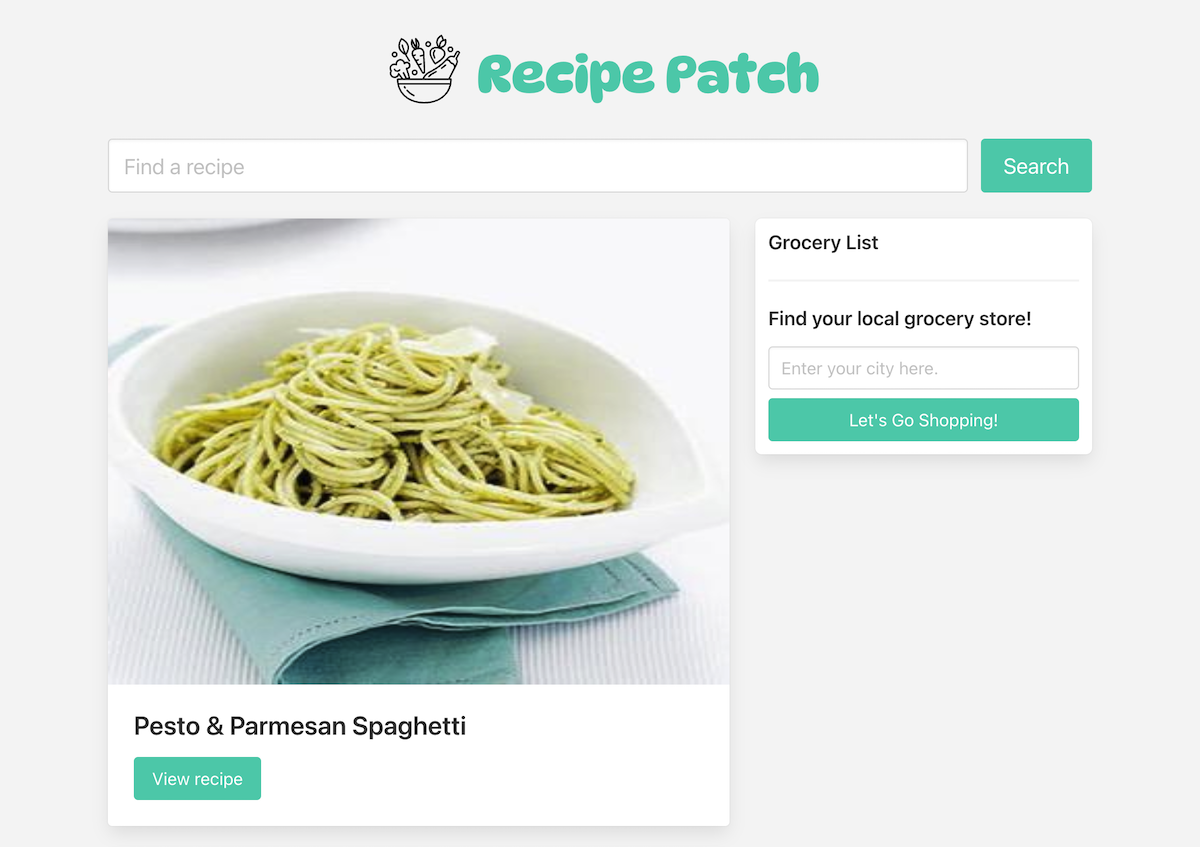 Recipe Patch
Find a recipe
Search
Grocery List
Find your local grocery store!
Enter your city here.
Let's Go Shopping!
Pesto & Parmesan Spaghetti
View recipe